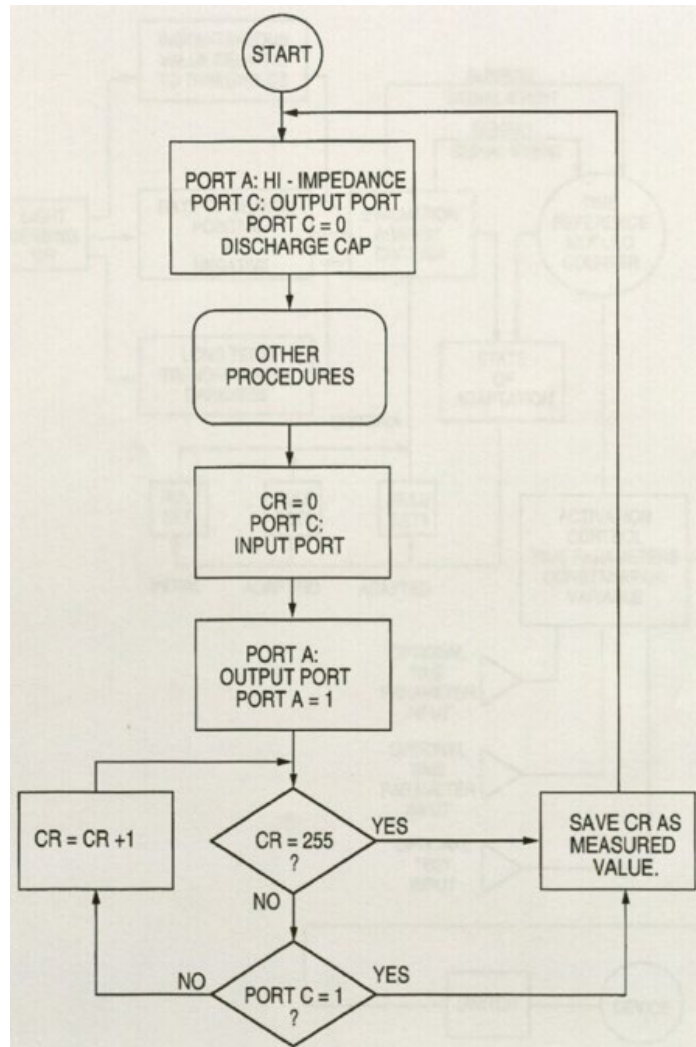 START
PORT A: HI - IMPEDANCE
PORT C: OUTPUT PORT
PORT C = 0
DISCHARGE CAP
OTHER
PROCEDURES
CR = 0
PORT C:
INPUT PORT
PORT A:
OUTPUT PORT
PORT A = 1
CR = CR +1
CR = 255
?
YES
SAVE CR AS
MEASURED
VALUE.
NO
NO
PORT C = 1
?
YES